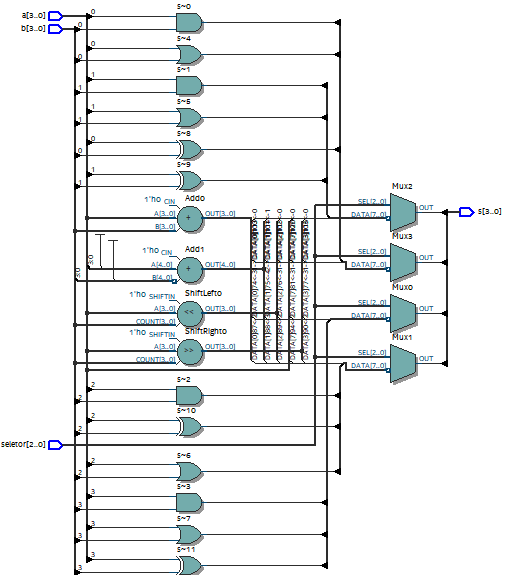 s~0
a[3..0]
b[3..0]
0
0
s~4
0
0
s~1
1
1
s~5
1
1
s~8
0
0
s~9
1
1
Mux2
1'h0 CIN
Add0
SEL[2..0]
OUT
A[3..0]
OUT[3..0]
s[3..0]
DATA[7..0]
B[3..0]
Mux3
1'h0 CIN
Add1
SEL[2..0]
OUT
A[4..0]
OUT[4..0]
DATA[7..0]
3:0
3:0
B[4..0]
Mux0
ShiftLeft0
1'h0 SHIFTIN
SEL[2..0]
OUT
A[3..0]
<<
OUT[3..0]
DATA[7..0]
COUNT[3..0]
ShiftRight0
1'h0 SHIFTIN
Mux1
A[3..0]
>>
OUT[3..0]
SEL[2..0]
OUT
COUNT[3..0]
DATA[7..0]
s~2
2
2
s~10
2
2
seletor[2..0]
s~6
2
2
s~3
3
3
s~7
3
3
s~11
3
3